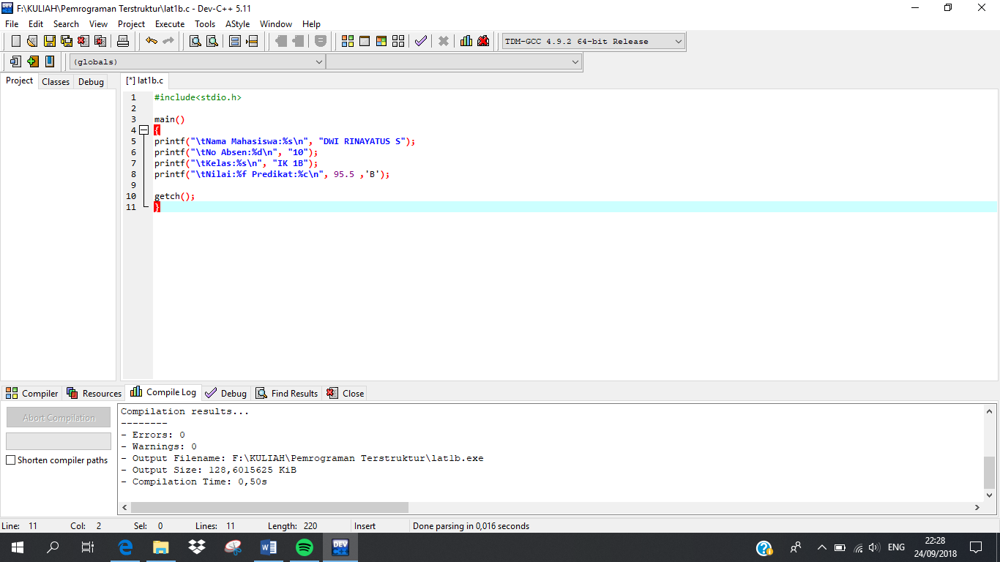 F:\KULIAH\Pemrograman Terstruktur\lat1b.c - Dev-C++ 5.11
File Edit Search View Project Execute Tools AStyle Window Help
TDM-GCC 4.9.2 64-bit Release
(globals)
Project Classes Debug
[*] lat1b.c
1 #include<stdio.h>
2
3 main()
4 {
5 printf("\tNama Mahasiswa:%s\n", "DWI RINAYATUS S");
6 printf("\tNo Absen:%d\n", "10");
7 printf("\tKelas:%s\n", "IK 1B");
8 printf("\tNilai:%f Predikat:%c\n", 95.5 ,'B');
9
10 getch();
11 }
Compiler Resources Compile Log Debug Find Results Close
Abort Compilation
Shorten compiler paths
Compilation results...
--------
- Errors: 0
- Warnings: 0
- Output Filename: F:\KULIAH\Pemrograman Terstruktur\lat1b.exe
- Output Size: 128,6015625 KiB
- Compilation Time: 0,50s
Line: 11 Col: 2 Sel: 0 Lines: 11 Length: 220 Insert Done parsing in 0,016 seconds
DEV
ENG
22:28
24/09/2018